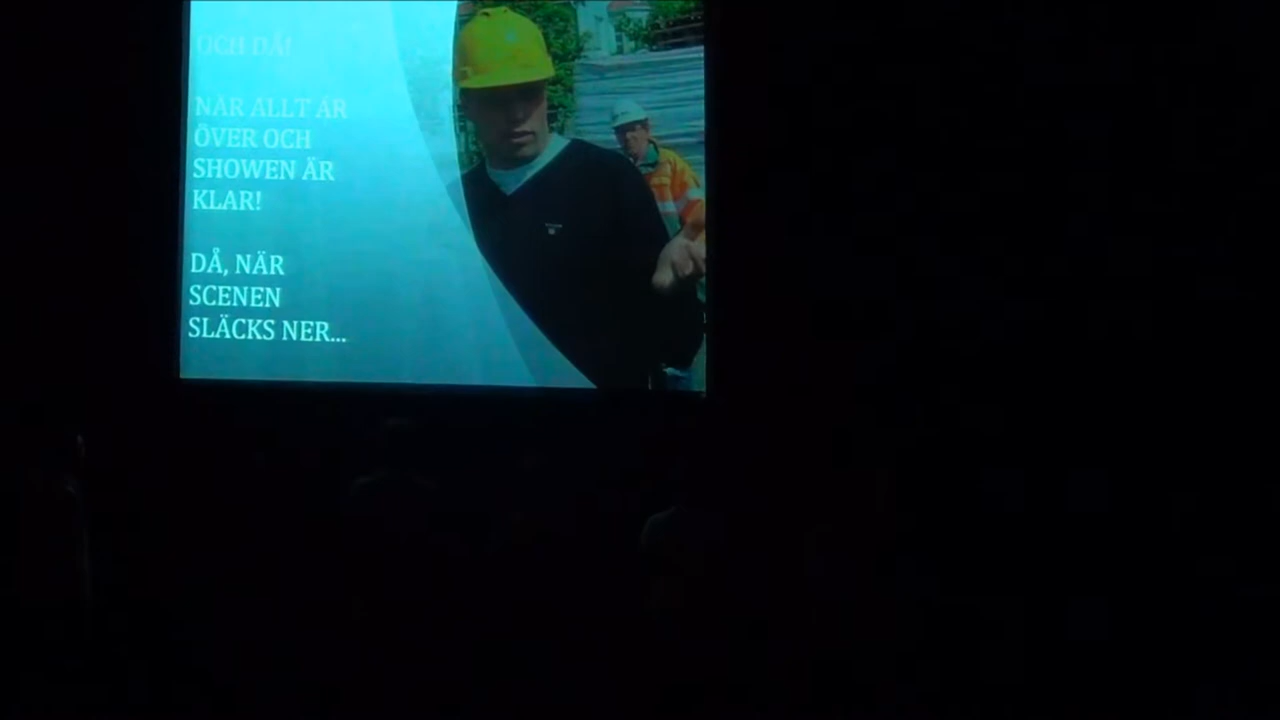 OCH DÅ!
NÄR ALLT ÄR
ÖVER OCH
SHOWEN ÄR
KLAR!
DÅ, NÄR
SCENEN
SLÄCKS NER...